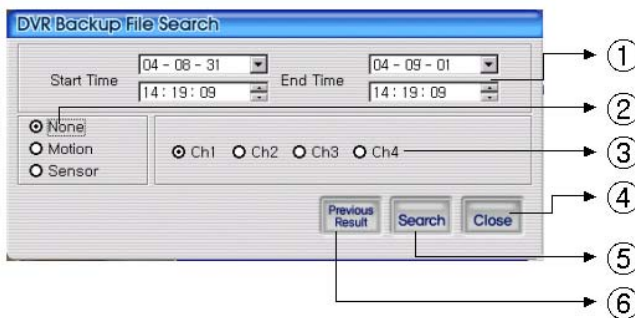 DVR Backup File Search
Start Time 04 - 08 - 31 End Time 04 - 09 - 01
14 : 19 : 09 14 : 19 : 09
①
None
②
Motion
Ch1 Ch2 Ch3 Ch4
③
Sensor
④
Previous Result Search Close
⑤
⑥